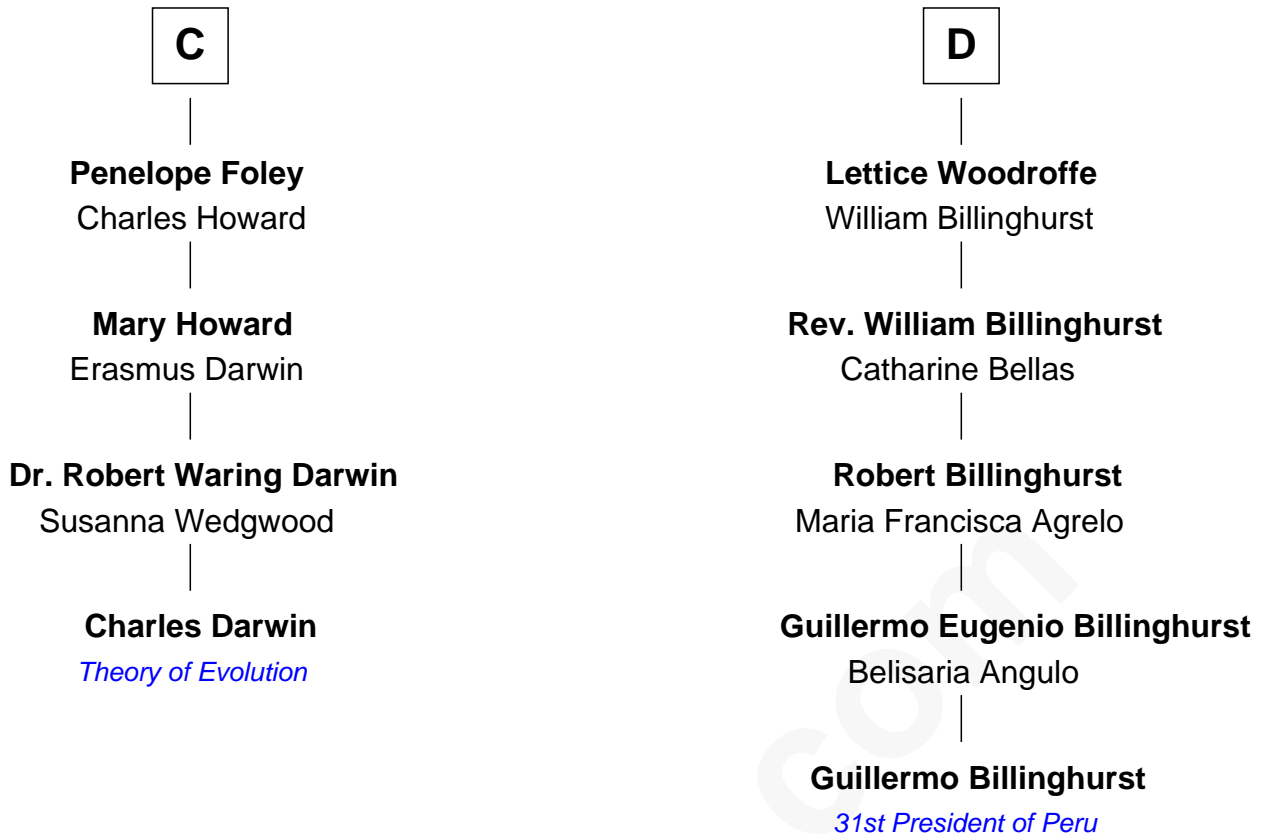 C
Penelope Foley
Charles Howard
Mary Howard
Erasmus Darwin
Dr. Robert Waring Darwin
Susanna Wedgwood
Charles Darwin
Theory of Evolution
D
Lettice Woodroffe
William Billinghurst
Rev. William Billinghurst
Catharine Bellas
Robert Billinghurst
Maria Francisca Agrelo
Guillermo Eugenio Billinghurst
Belisaria Angulo
Guillermo Billinghurst
31st President of Peru
com